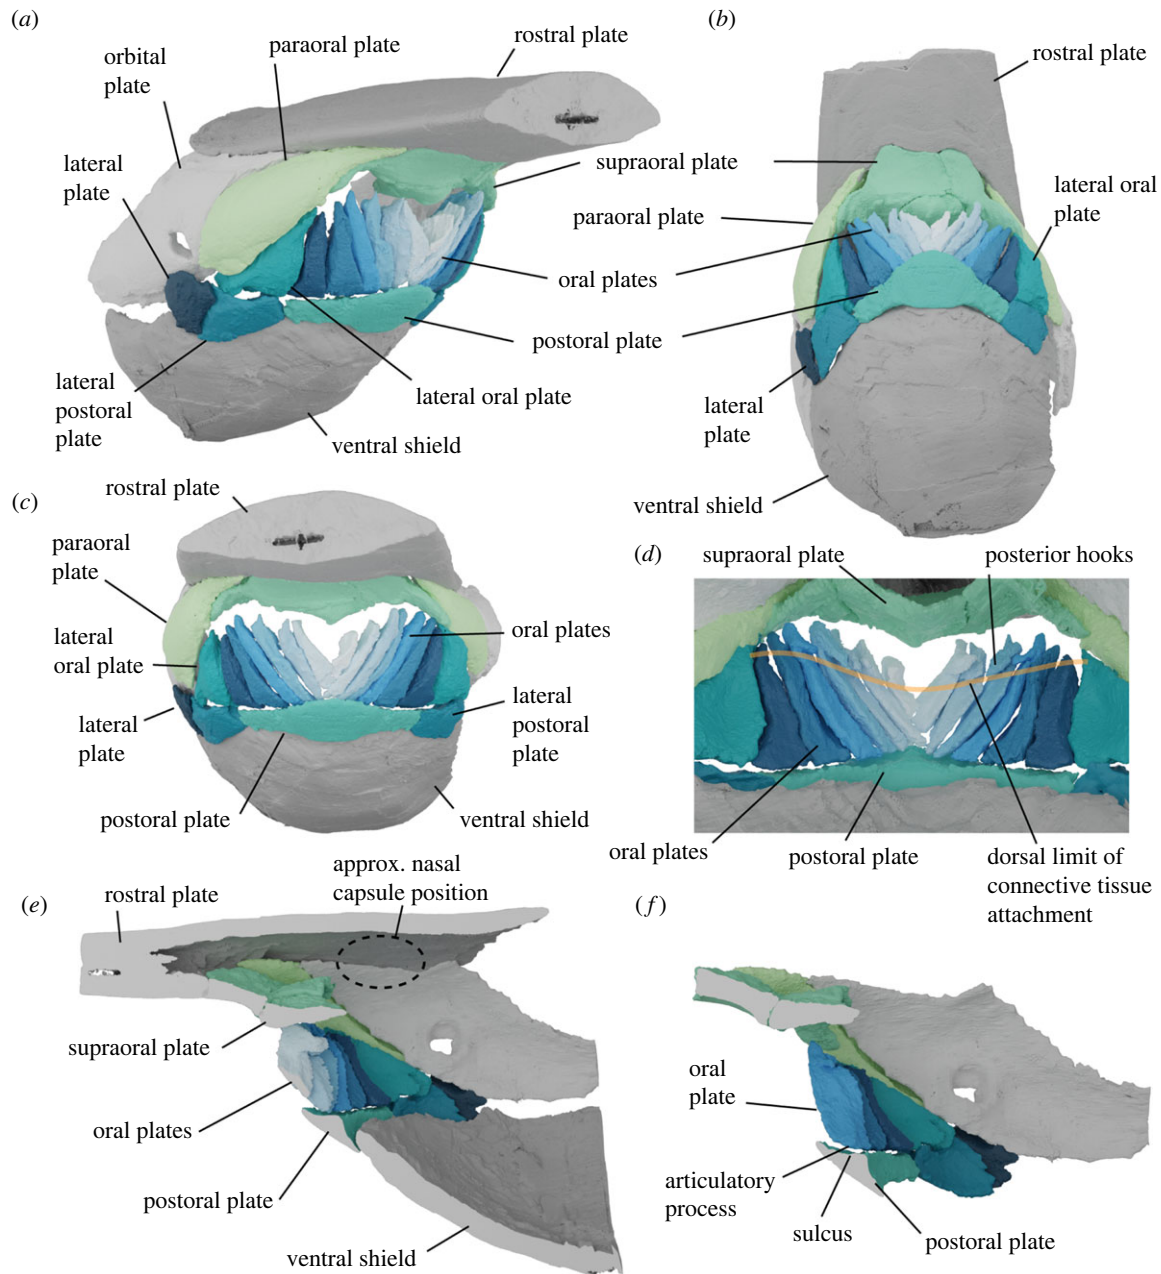 (a)
paraoral plate
rostral plate
orbital
plate
lateral
plate
supraoral plate
paraoral plate
oral plates
postoral plate
lateral
postoral
plate
lateral oral plate
ventral shield
(b)
rostral plate
lateral oral
plate
lateral
plate
ventral shield
(c)
rostral plate
paraoral
plate
lateral
oral plate
lateral
plate
oral plates
lateral
postoral
plate
postoral plate
ventral shield
(d)
supraoral plate
posterior hooks
oral plates
postoral plate
dorsal limit of
connective tissue
attachment
(e)
rostral plate
approx. nasal
capsule position
supraoral plate
oral plates
postoral plate
ventral shield
(f)
oral
plate
articulatory
process
sulcus
postoral plate